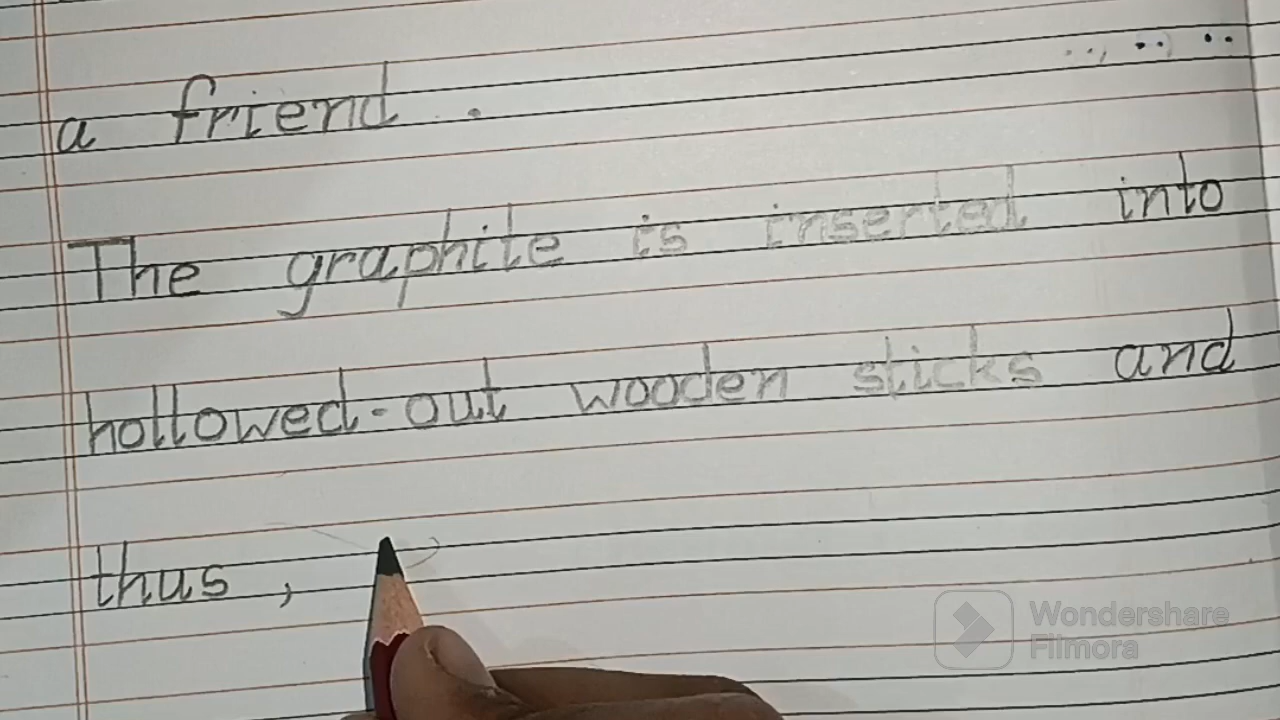 a friend.
The graphite is inserted into
hollowed-out wooden sticks and
thus,
Wondershare
Filmora